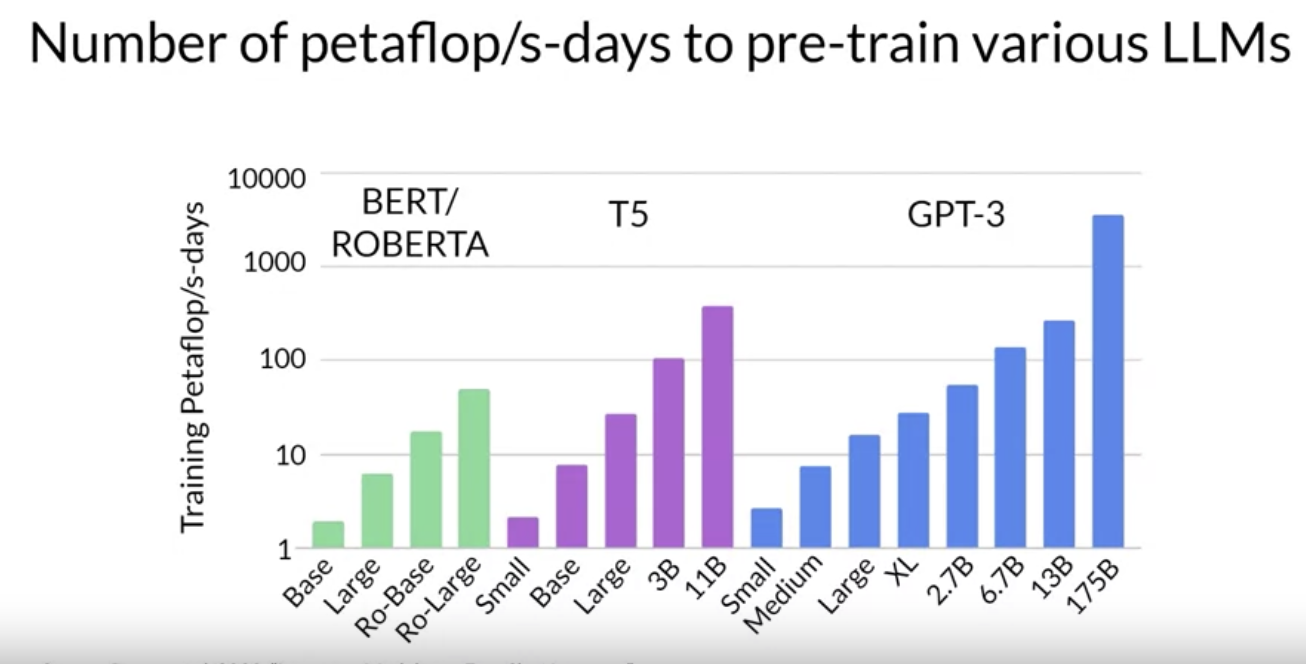 Number of petaflop/s-days to pre-train various LLMs
10000
1000
100
10
1
Training Petaflop/s-days
BERT/
ROBERTA
T5
GPT-3
Base
Large
Ro-Base
Ro-Large
Small
Base
Large
3B
11B
Small
Medium
Large
XL
2.7B
6.7B
13B
175B